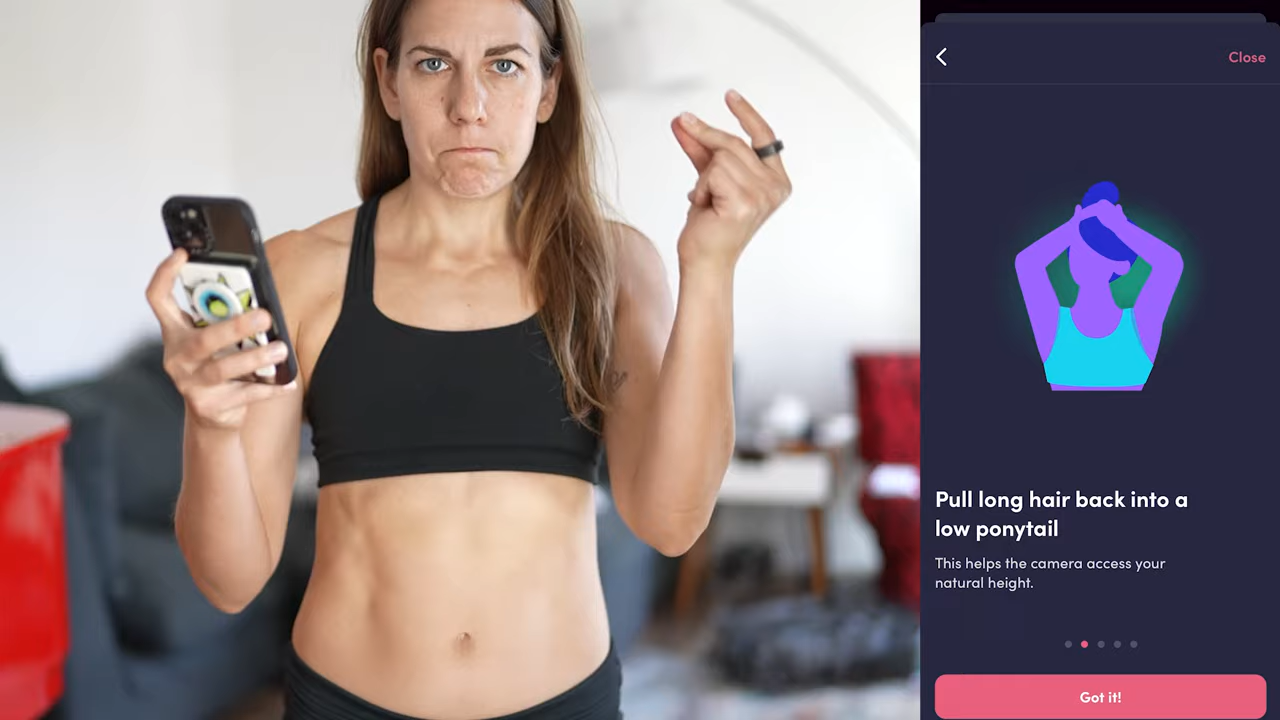 Close
Pull long hair back into a
low ponytail
This helps the camera access your
natural height.
Got it!